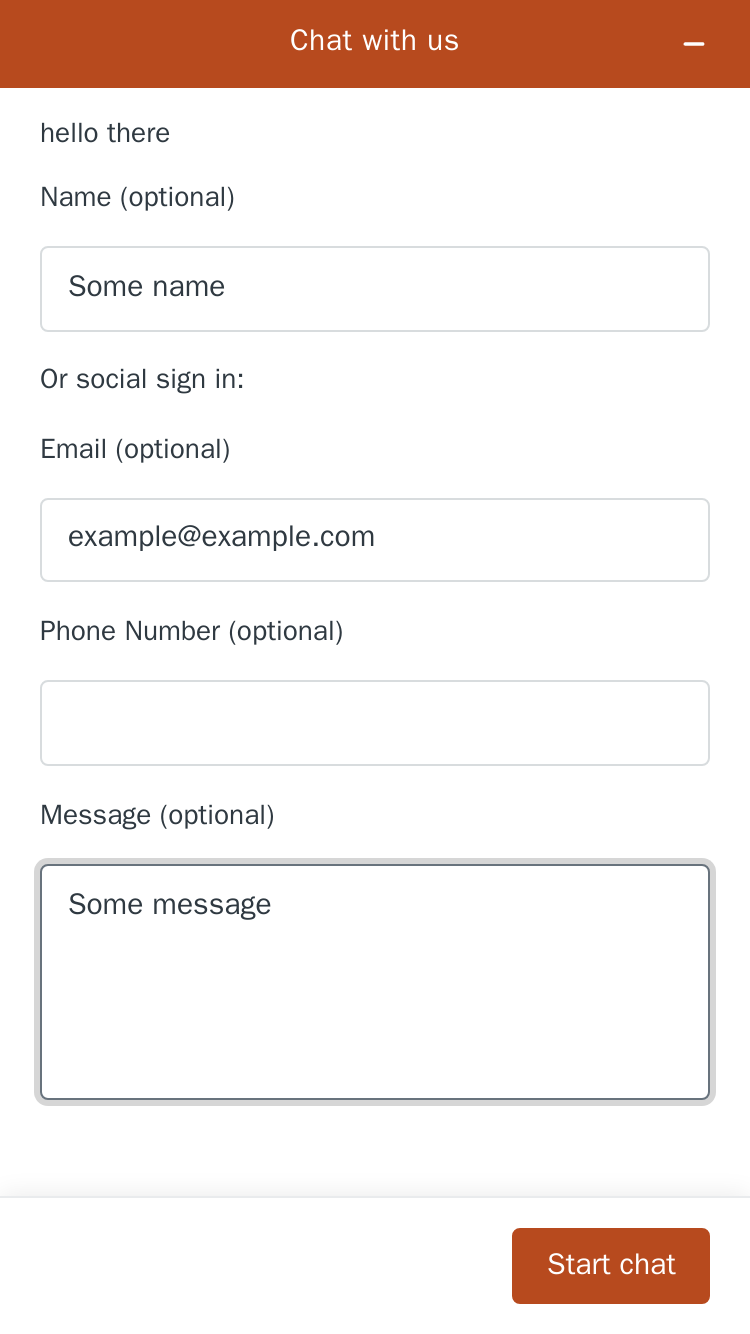 Chat with us
hello there
Name (optional)
Some name
Or social sign in:
Email (optional)
example@example.com
Phone Number (optional)
Message (optional)
Some message
Start chat